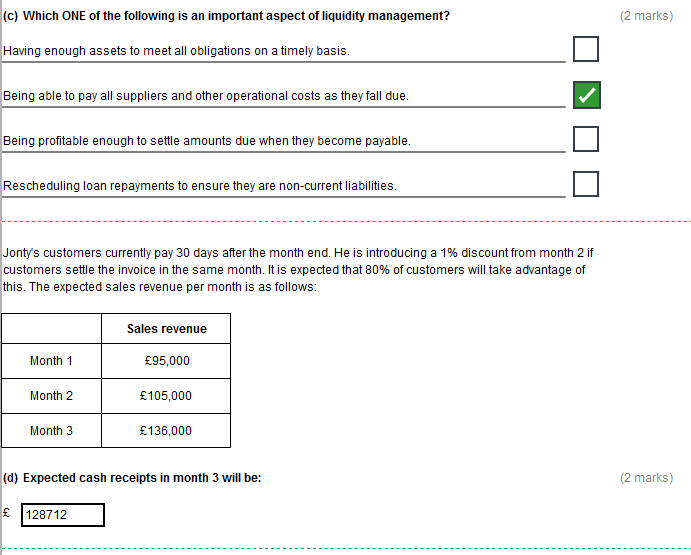 (c) Which ONE of the following is an important aspect of liquidity management? (2 marks)
Having enough assets to meet all obligations on a timely basis.
Being able to pay all suppliers and other operational costs as they fall due.
Being profitable enough to settle amounts due when they become payable.
Rescheduling loan repayments to ensure they are non-current liabilities.
Jonty's customers currently pay 30 days after the month end. He is introducing a 1% discount from month 2 if
customers settle the invoice in the same month. It is expected that 80% of customers will take advantage of
this. The expected sales revenue per month is as follows:
Sales revenue
Month 1 £95,000
Month 2 £105,000
Month 3 £136,000
(d) Expected cash receipts in month 3 will be: (2 marks)
£ 128712